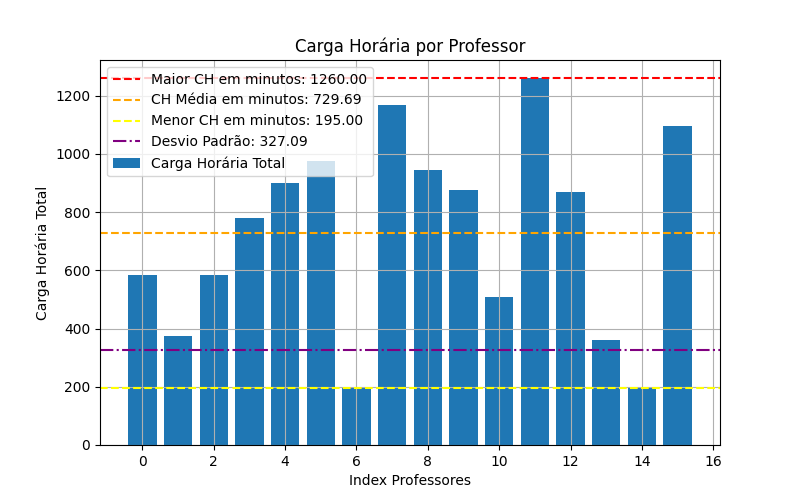 Carga Horária por Professor
Maior CH em minutos: 1260.00
CH Média em minutos: 729.69
Menor CH em minutos: 195.00
Desvio Padrão: 327.09
Carga Horária Total
Carga Horária Total
1200
1000
800
600
400
200
0
0 2 4 6 8 10 12 14 16
Index Professores